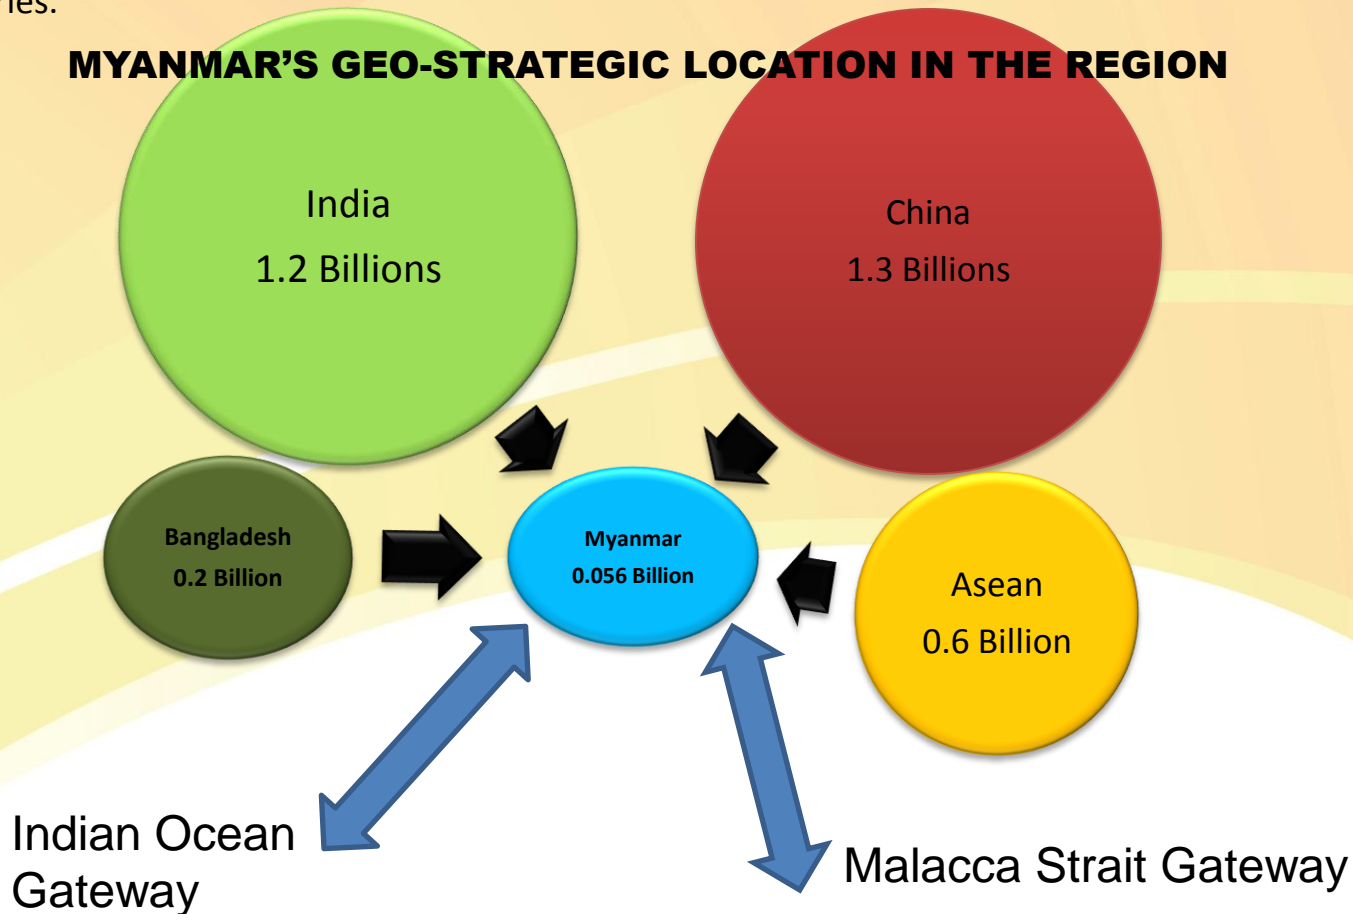 MYANMAR’S GEO-STRATEGIC LOCATION IN THE REGION
India
1.2 Billions
China
1.3 Billions
Bangladesh
0.2 Billion
Myanmar
0.056 Billion
Asean
0.6 Billion
Indian Ocean
Gateway
Malacca Strait Gateway